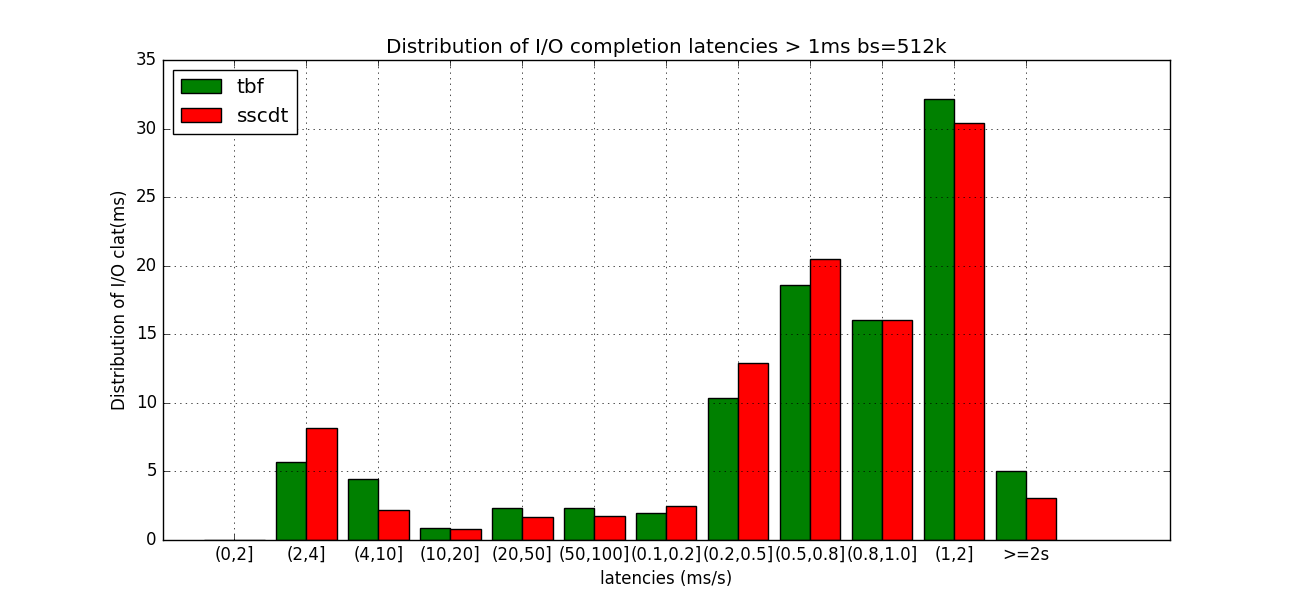 Distribution of I/O completion latencies > 1ms bs=512k
35
30
25
20
15
10
5
0
tbf
sscdt
Distribution of I/O clat(ms)
(0,2] (2,4] (4,10] (10,20] (20,50] (50,100] (0.1,0.2] (0.2,0.5] (0.5,0.8] (0.8,1.0] (1,2] >=2s
latencies (ms/s)